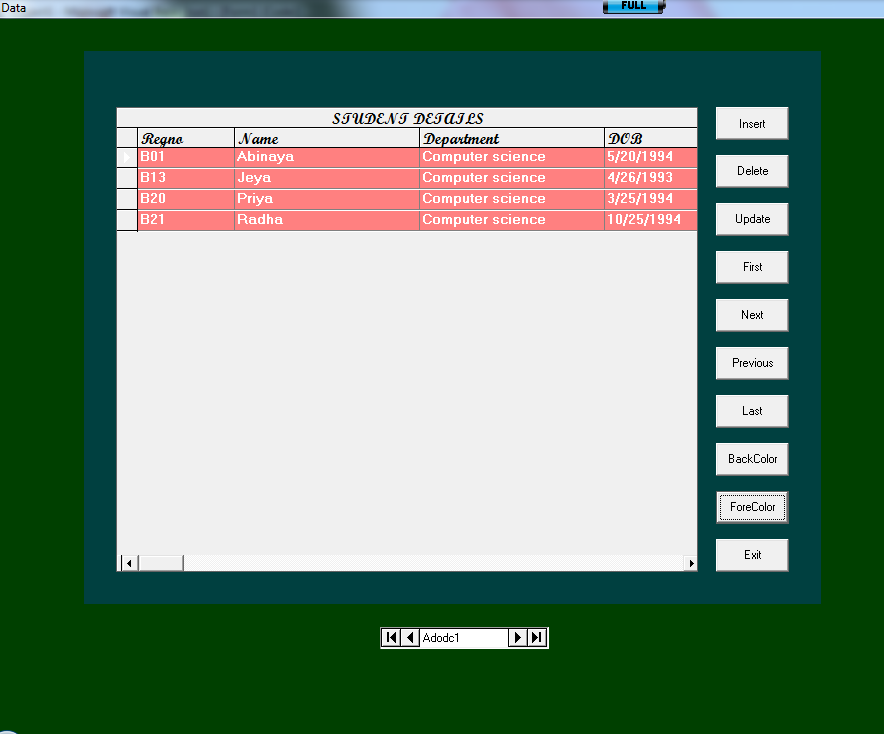 Data
FULL
STUDENT DETAILS
Regno Name Department DOB
B01 Abinaya Computer science 5/20/1994
B13 Jeya Computer science 4/26/1993
B20 Priya Computer science 3/25/1994
B21 Radha Computer science 10/25/1994
Insert
Delete
Update
First
Next
Previous
Last
BackColor
ForeColor
Exit
Adodc1